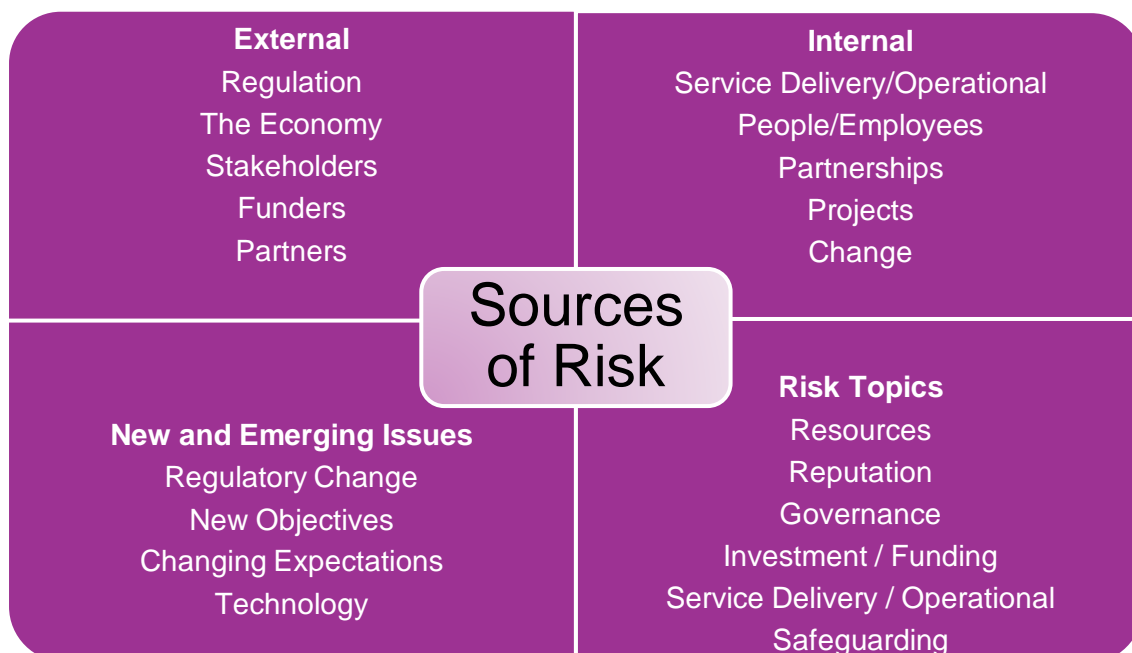 External
Regulation
The Economy
Stakeholders
Funders
Partners
Internal
Service Delivery/Operational
People/Employees
Partnerships
Projects
Change
Sources
of Risk
New and Emerging Issues
Regulatory Change
New Objectives
Changing Expectations
Technology
Risk Topics
Resources
Reputation
Governance
Investment / Funding
Service Delivery / Operational
Safeguarding